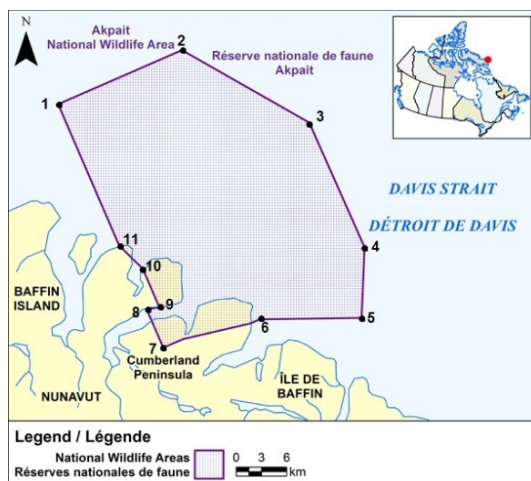 N
Akpait
National Wildlife Area
Réserve nationale de faune
Akpait
1
2
3
4
5
6
7
8
9
10
11
DAVIS STRAIT
DÉTROIT DE DAVIS
BAFFIN
ISLAND
Cumberland
Peninsula
NUNAVUT
ÎLE DE
BAFFIN
Legend / Légende
National Wildlife Areas
Réserves nationales de faune
0 3 6
km